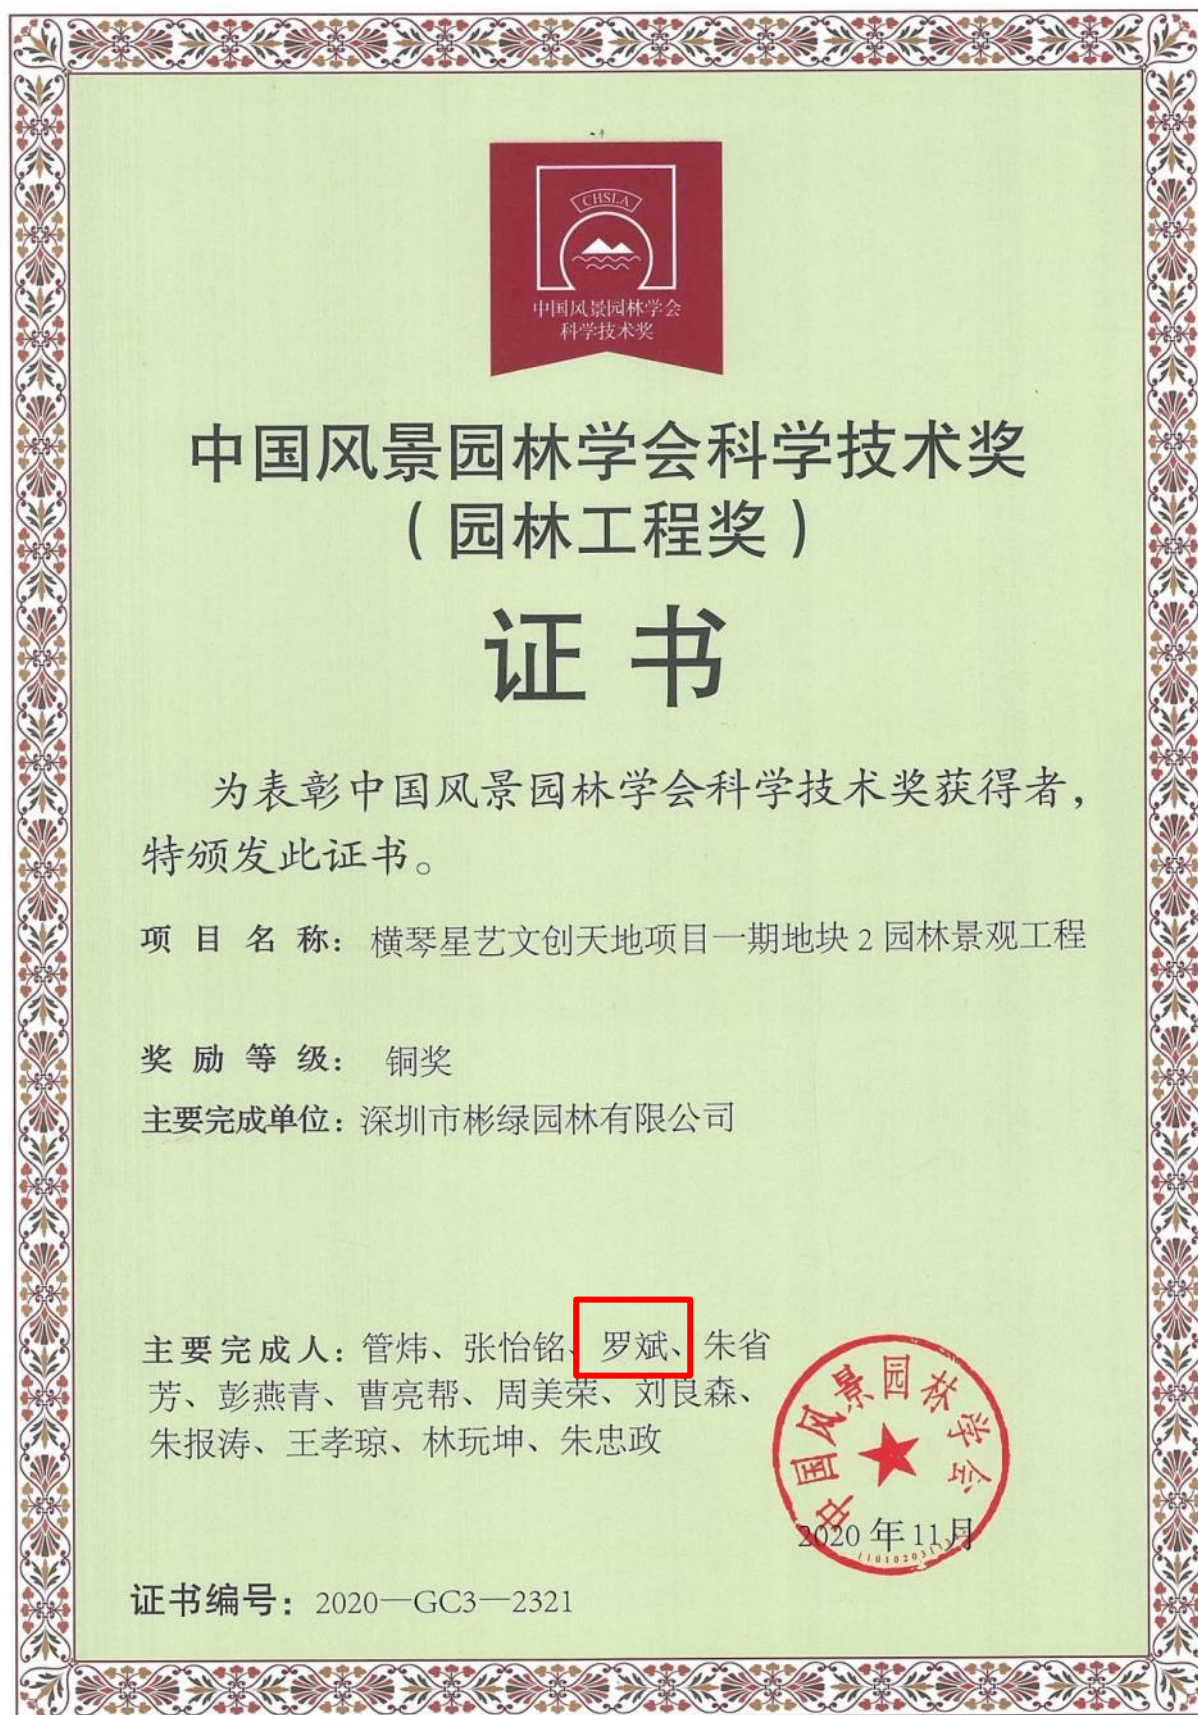 CHSLA
中国风景园林学会
科学技术奖
中国风景园林学会科学技术奖
（园林工程奖）
证书
为表彰中国风景园林学会科学技术奖获得者，
特颁发此证书。
项目名称：横琴星艺文创天地项目一期地块2园林景观工程
奖励等级：铜奖
主要完成单位：深圳市彬绿园林有限公司
主要完成人：管炜、张怡铭、罗斌、朱省
芳、彭燕青、曹亮帮、周美荣、刘良森、
朱报涛、王孝琼、林玩坤、朱忠政
中国风景园林学会
2020年11月
证书编号：2020—GC3—2321